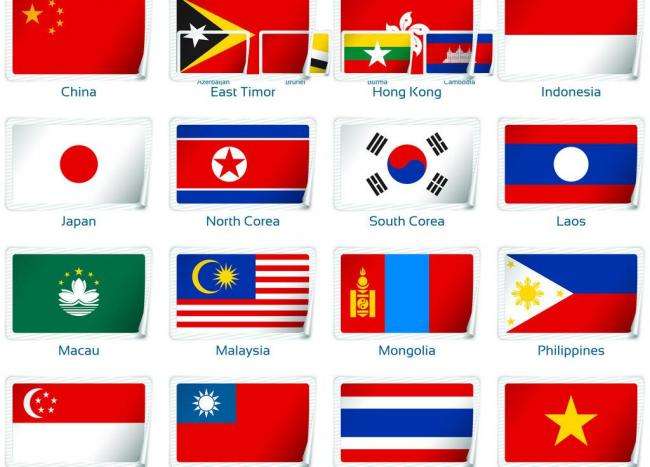 Azerbaijan
Brunei
Burma
Cambodia
China
East Timor
Hong Kong
Indonesia
Japan
North Corea
South Corea
Laos
Macau
Malaysia
Mongolia
Philippines